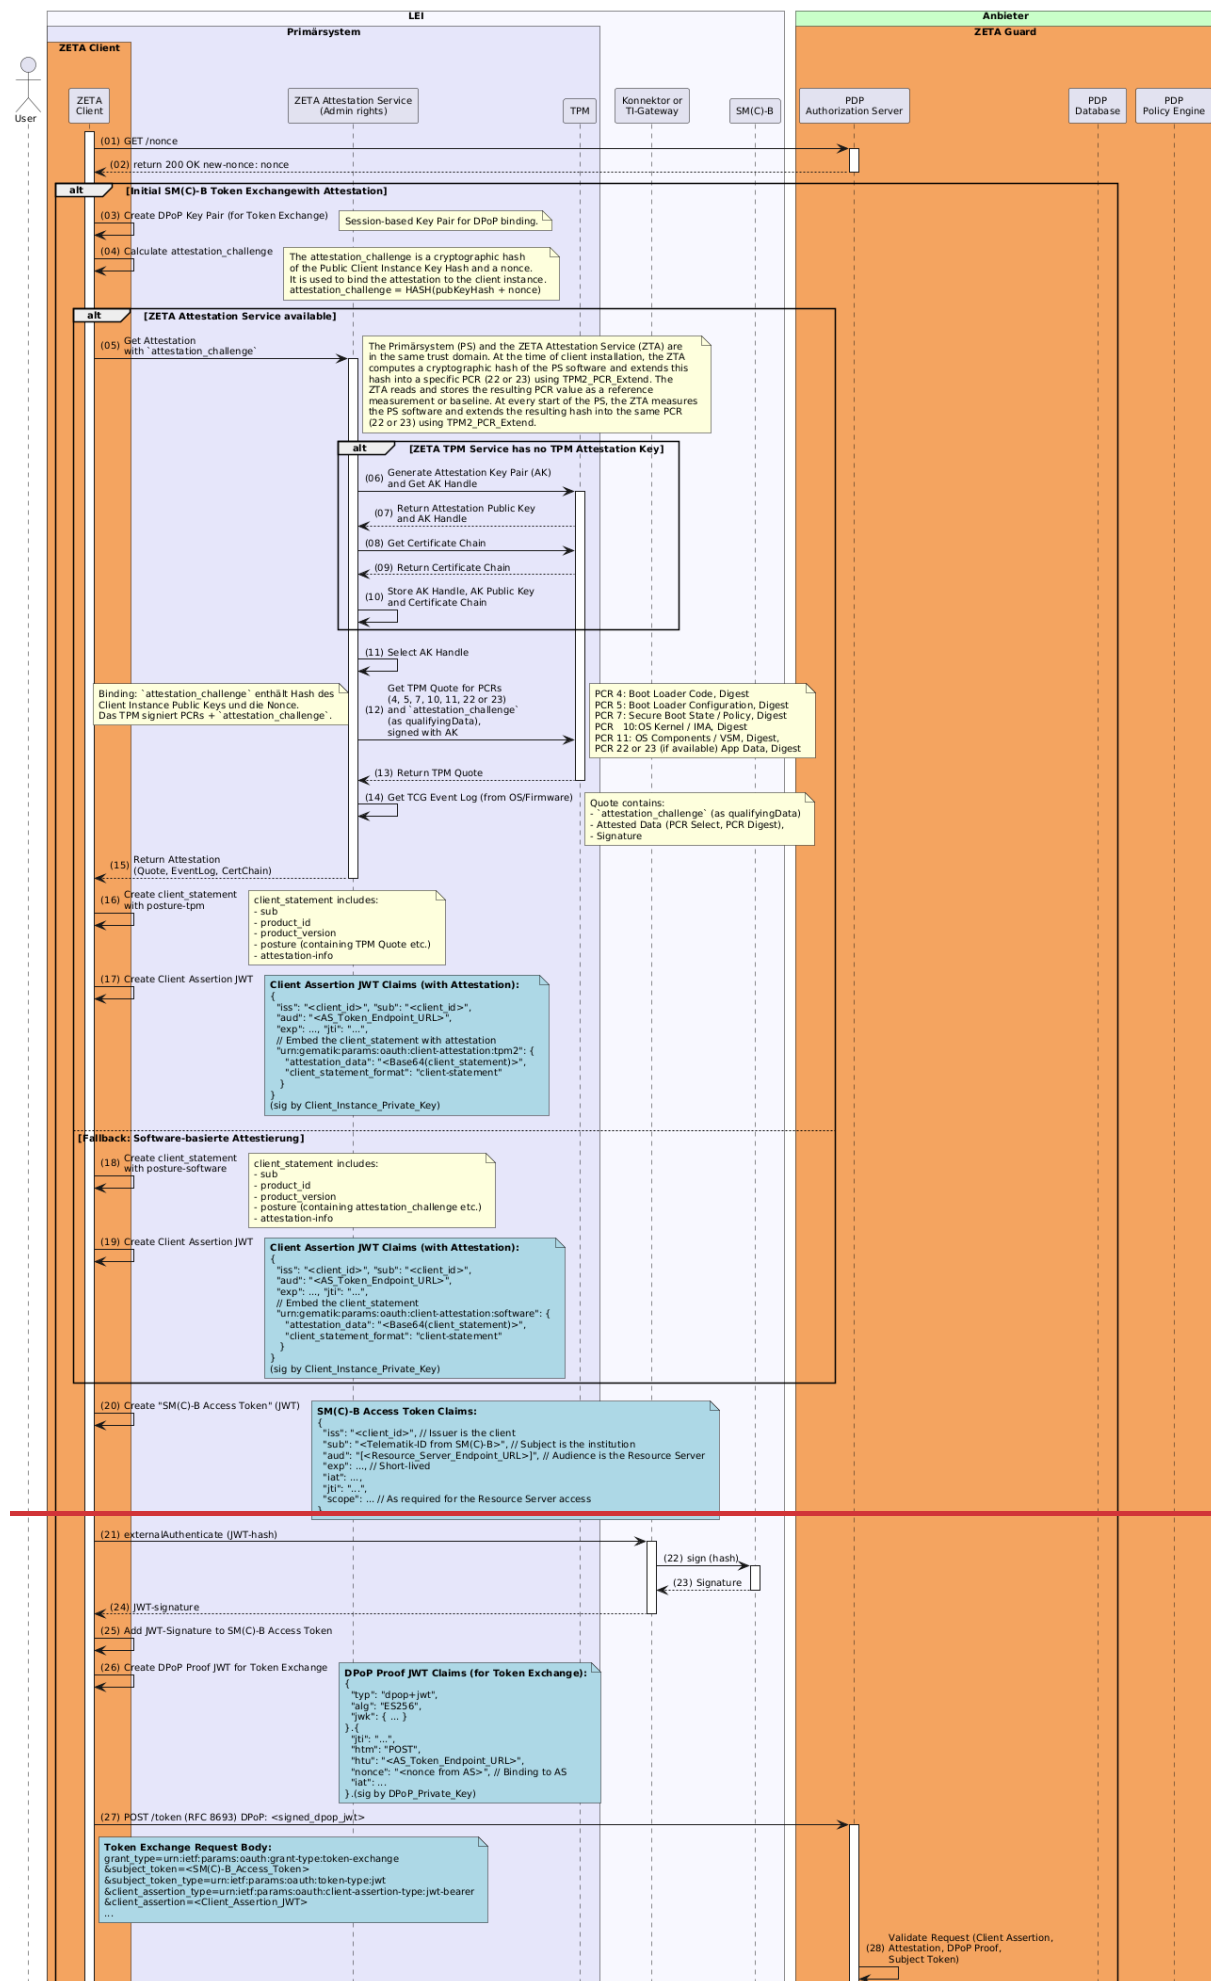 LEI
Anbieter
Primärsystem
ZETA Guard
ZETA Client
User
ZETA
Client
ZETA Attestation Service
(Admin rights)
TPM
Konnektor or
TI-Gateway
SM(C)-B
PDP
Authorization Server
PDP
Database
PDP
Policy Engine
(01) GET /nonce
(02) return 200 OK new-nonce: nonce
alt [Initial SM(C)-B Token Exchangewith Attestation]
(03) Create DPoP Key Pair (for Token Exchange)
Session-based Key Pair for DPoP binding.
(04) Calculate attestation_challenge
The attestation_challenge is a cryptographic hash
of the Public Client Instance Key Hash and a nonce.
It is used to bind the attestation to the client instance.
attestation_challenge = HASH(pubKeyHash + nonce)
alt [ZETA Attestation Service available]
(05) Get Attestation
with `attestation_challenge`
The Primärsystem (PS) and the ZETA Attestation Service (ZTA) are
in the same trust domain. At the time of client installation, the ZTA
computes a cryptographic hash of the PS software and extends this
hash into a specific PCR (22 or 23) using TPM2_PCR_Extend. The
ZTA reads and stores the resulting PCR value as a reference
measurement or baseline. At every start of the PS, the ZTA measures
the PS software and extends the resulting hash into the same PCR
(22 or 23) using TPM2_PCR_Extend.
alt [ZETA TPM Service has no TPM Attestation Key]
(06) Generate Attestation Key Pair (AK)
and Get AK Handle
(07) Return Attestation Public Key
and AK Handle
(08) Get Certificate Chain
(09) Return Certificate Chain
(10) Store AK Handle, AK Public Key
and Certificate Chain
(11) Select AK Handle
Binding: `attestation_challenge` enthält Hash des
Client Instance Public Keys und die Nonce.
Das TPM signiert PCRs + `attestation_challenge`.
Get TPM Quote for PCRs
(4, 5, 7, 10, 11, 22 or 23)
(12) and `attestation_challenge`
(as qualifyingData),
signed with AK
PCR 4: Boot Loader Code, Digest
PCR 5: Boot Loader Configuration, Digest
PCR 7: Secure Boot State / Policy, Digest
PCR 10:OS Kernel / IMA, Digest
PCR 11: OS Components / VSM, Digest,
PCR 22 or 23 (if available) App Data, Digest
(13) Return TPM Quote
(14) Get TCG Event Log (from OS/Firmware)
Quote contains:
- `attestation_challenge` (as qualifyingData)
- Attested Data (PCR Select, PCR Digest),
- Signature
(15) Return Attestation
(Quote, EventLog, CertChain)
(16) Create client_statement
with posture-tpm
client_statement includes:
- sub
- product_id
- product_version
- posture (containing TPM Quote etc.)
- attestation-info
(17) Create Client Assertion JWT
Client Assertion JWT Claims (with Attestation):
{
"iss": "<client_id>", "sub": "<client_id>",
"aud": "<AS_Token_Endpoint_URL>",
"exp": ..., "jti": "...",
// Embed the client_statement with attestation
"urn:gematik:params:oauth:client-attestation:tpm2": {
"attestation_data": "<Base64(client_statement)>",
"client_statement_format": "client-statement"
}
}
(sig by Client_Instance_Private_Key)
[Fallback: Software-basierte Attestierung]
(18) Create client_statement
with posture-software
client_statement includes:
- sub
- product_id
- product_version
- posture (containing attestation_challenge etc.)
- attestation-info
(19) Create Client Assertion JWT
Client Assertion JWT Claims (with Attestation):
{
"iss": "<client_id>", "sub": "<client_id>",
"aud": "<AS_Token_Endpoint_URL>",
"exp": ..., "jti": "...",
// Embed the client_statement
"urn:gematik:params:oauth:client-attestation:software": {
"attestation_data": "<Base64(client_statement)>",
"client_statement_format": "client-statement"
}
}
(sig by Client_Instance_Private_Key)
(20) Create "SM(C)-B Access Token" (JWT)
SM(C)-B Access Token Claims:
{
"iss": "<client_id>", // Issuer is the client
"sub": "<Telematik-ID from SM(C)-B>", // Subject is the institution
"aud": "[<Resource_Server_Endpoint_URL>]", // Audience is the Resource Server
"exp": ..., // Short-lived
"iat": ...,
"jti": "...",
"scope": ... // As required for the Resource Server access
}
(21) externalAuthenticate (JWT-hash)
(22) sign (hash)
(23) Signature
(24) JWT-signature
(25) Add JWT-Signature to SM(C)-B Access Token
(26) Create DPoP Proof JWT for Token Exchange
DPoP Proof JWT Claims (for Token Exchange):
{
"typ": "dpop+jwt",
"alg": "ES256",
"jwk": { ... }
}.{
"jti": "...",
"htm": "POST",
"htu": "<AS_Token_Endpoint_URL>",
"nonce": "<nonce from AS>", // Binding to AS
"iat": ...
}.(sig by DPoP_Private_Key)
(27) POST /token (RFC 8693) DPoP: <signed_dpop_jwt>
Token Exchange Request Body:
grant_type=urn:ietf:params:oauth:grant-type:token-exchange
&subject_token=<SM(C)-B_Access_Token>
&subject_token_type=urn:ietf:params:oauth:token-type:jwt
&client_assertion_type=urn:ietf:params:oauth:client-assertion-type:jwt-bearer
&client_assertion=<Client_Assertion_JWT>
...
Validate Request (Client Assertion,
(28) Attestation, DPoP Proof,
Subject Token)